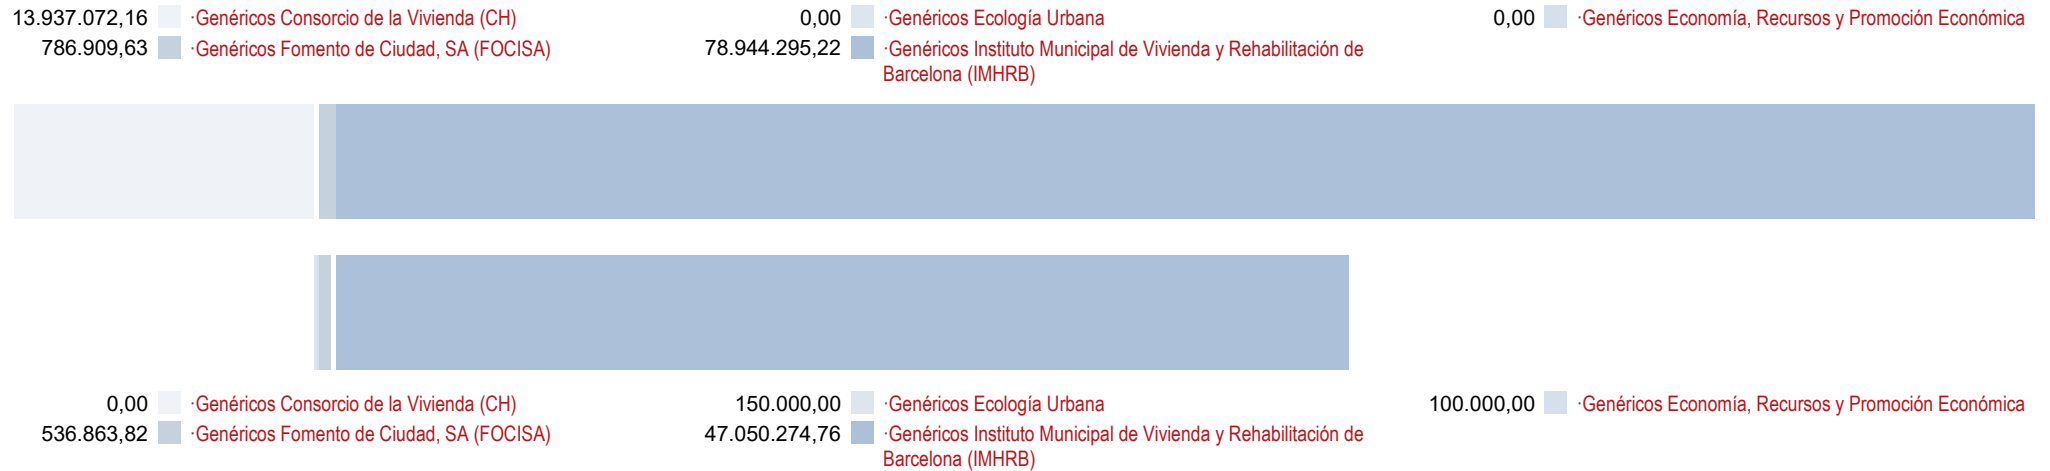 13.937.072,16 ·Genéricos Consorcio de la Vivienda (CH) 0,00 ·Genéricos Ecología Urbana 0,00 ·Genéricos Economía, Recursos y Promoción Económica
786.909,63 ·Genéricos Fomento de Ciudad, SA (FOCISA) 78.944.295,22 ·Genéricos Instituto Municipal de Vivienda y Rehabilitación de
Barcelona (IMHRB)
0,00 ·Genéricos Consorcio de la Vivienda (CH) 150.000,00 ·Genéricos Ecología Urbana 100.000,00 ·Genéricos Economía, Recursos y Promoción Económica
536.863,82 ·Genéricos Fomento de Ciudad, SA (FOCISA) 47.050.274,76 ·Genéricos Instituto Municipal de Vivienda y Rehabilitación de
Barcelona (IMHRB)